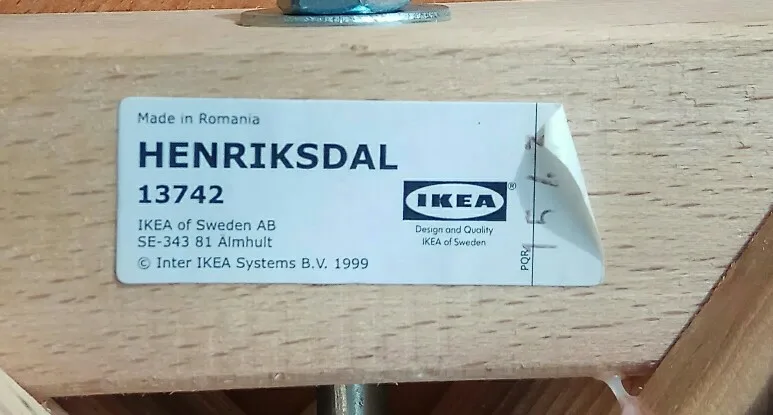 Made in Romania
HENRIKSDAL
13742
IKEA of Sweden AB
SE-343 81 Älmhult
© Inter IKEA Systems B.V. 1999
IKEA®
Design and Quality
IKEA of Sweden
PQR